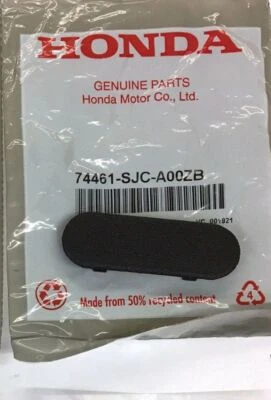 HONDA
GENUINE PARTS
Honda Motor Co., Ltd.
74461-SJC-A00ZB
Made from 50% recycled content
4